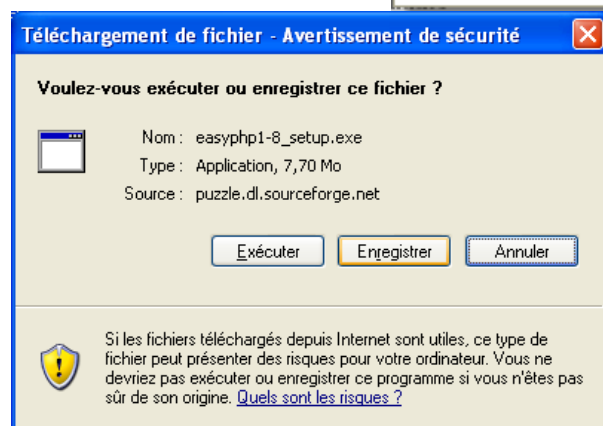 Téléchargement de fichier - Avertissement de sécurité
Voulez-vous exécuter ou enregistrer ce fichier ?
Nom : easyphp1-8_setup.exe
Type : Application, 7,70 Mo
Source : puzzle.dl.sourceforge.net
Exécuter Enregistrer Annuler
Si les fichiers téléchargés depuis Internet sont utiles, ce type de
fichier peut présenter des risques pour votre ordinateur. Vous ne
devriez pas exécuter ou enregistrer ce programme si vous n'êtes pas
sûr de son origine. Quels sont les risques ?